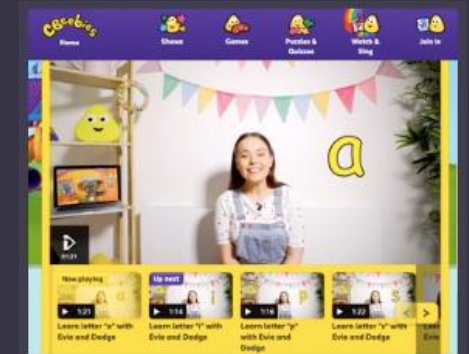 CBeebies
Home
Shows
Games
Puzzles &
Quizzes
Watch &
Sing
Join in
a
01:21
Now playing
Up next
a
i
p
s
1:21
1:14
1:16
1:22
Learn letter "a" with
Evie and Dodge
Learn letter "i" with
Evie and Dodge
Learn letter "p"
with Evie and
Dodge
Learn letter "s" with
Evie and Dodge